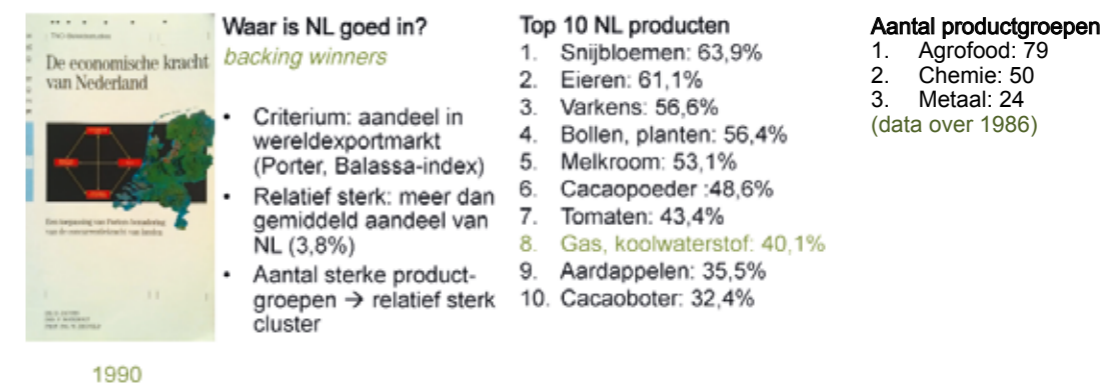 De economische kracht
van Nederland
1990
Waar is NL goed in?
backing winners
• Criterium: aandeel in
wereldexportmarkt
(Porter, Balassa-index)
• Relatief sterk: meer dan
gemiddeld aandeel van
NL (3,8%)
• Aantal sterke product-
groepen → relatief sterk
cluster
Top 10 NL producten
1. Snijbloemen: 63,9%
2. Eieren: 61,1%
3. Varkens: 56,6%
4. Bollen, planten: 56,4%
5. Melkroom: 53,1%
6. Cacaopoeder :48,6%
7. Tomaten: 43,4%
8. Gas, koolwaterstof: 40,1%
9. Aardappelen: 35,5%
10. Cacaoboter: 32,4%
Aantal productgroepen
1. Agrofood: 79
2. Chemie: 50
3. Metaal: 24
(data over 1986)